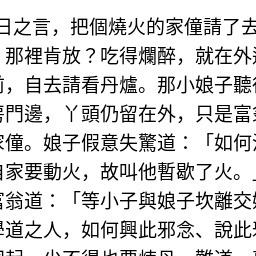 日之言，把個燒火的家僮請了去
。那裡肯放？吃得爛醉，就在外
，自去請看丹爐。那小娘子聽
房門邊，丫頭仍留在外，只是富
家僮。娘子假意失驚道：「如何
自家要動火，故叫他暫歇了火。」
富翁道：「等小子與娘子坎離交
學道之人，如何興此邪念、說此